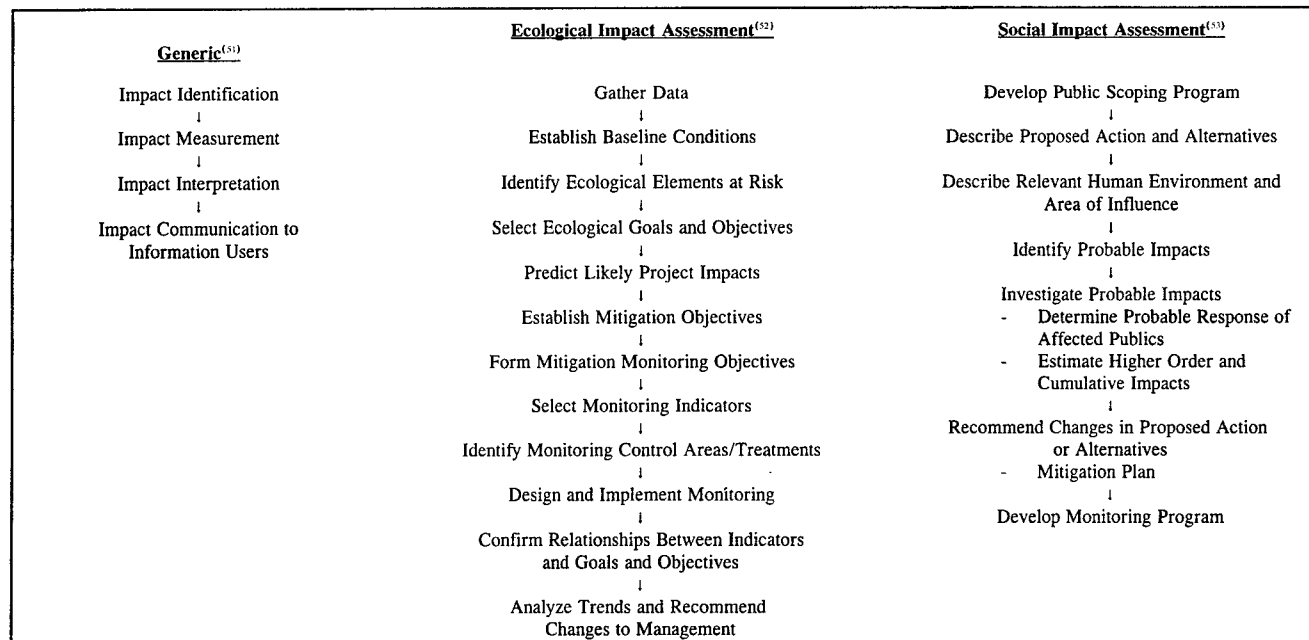 Generic(51)
Impact Identification
↓
Impact Measurement
↓
Impact Interpretation
↓
Impact Communication to
Information Users
Ecological Impact Assessment(52)
Gather Data
↓
Establish Baseline Conditions
↓
Identify Ecological Elements at Risk
↓
Select Ecological Goals and Objectives
↓
Predict Likely Project Impacts
↓
Establish Mitigation Objectives
↓
Form Mitigation Monitoring Objectives
↓
Select Monitoring Indicators
↓
Identify Monitoring Control Areas/Treatments
↓
Design and Implement Monitoring
↓
Confirm Relationships Between Indicators
and Goals and Objectives
↓
Analyze Trends and Recommend
Changes to Management
Social Impact Assessment(53)
Develop Public Scoping Program
↓
Describe Proposed Action and Alternatives
↓
Describe Relevant Human Environment and
Area of Influence
↓
Identify Probable Impacts
↓
Investigate Probable Impacts
- Determine Probable Response of
Affected Publics
- Estimate Higher Order and
Cumulative Impacts
↓
Recommend Changes in Proposed Action
or Alternatives
- Mitigation Plan
↓
Develop Monitoring Program